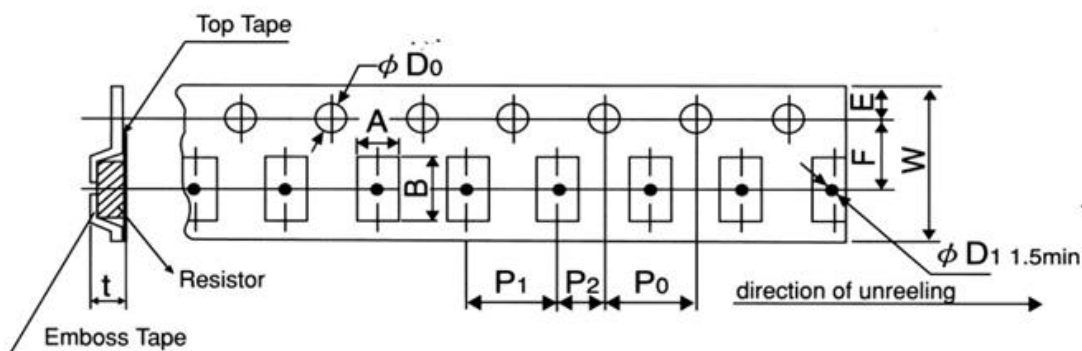 Top Tape
φ D0
A
B
E
F
W
φ D1 1.5min
t
Resistor
P1
P2
P0
direction of unreeling
Emboss Tape